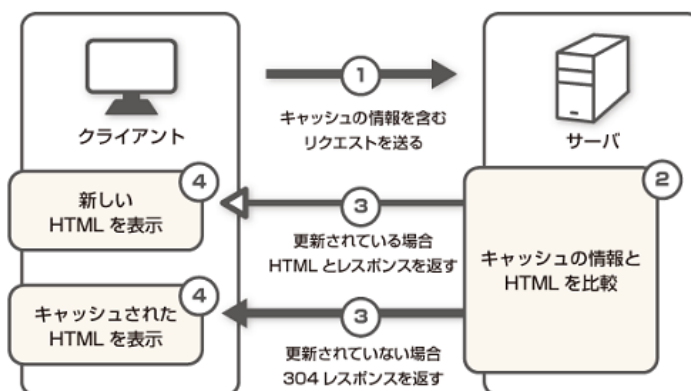 クライアント
①
キャッシュの情報を含む
リクエストを送る
サーバ
②
キャッシュの情報と
HTML を比較
③
更新されている場合
HTML とレスポンスを返す
④
新しい
HTML を表示
③
更新されていない場合
304 レスポンスを返す
④
キャッシュされた
HTML を表示